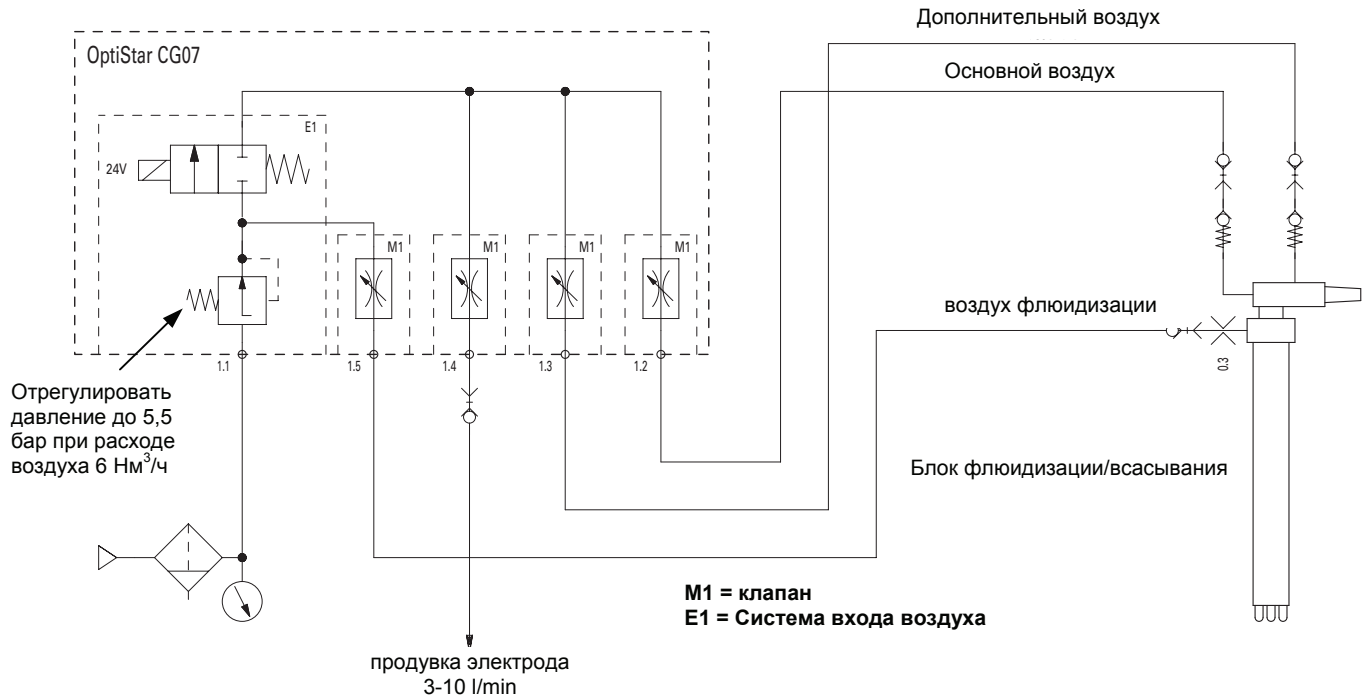 Дополнительный воздух
OptiStar CG07
Основной воздух
E1
24V
M1
M1
M1
M1
воздух флюидизации
0.3
1.1
1.5
1.4
1.3
1.2
Отрегулировать
давление до 5,5
бар при расходе
воздуха 6 Нм³/ч
Блок флюидизации/всасывания
M1 = клапан
E1 = Система входа воздуха
продувка электрода
3-10 l/min